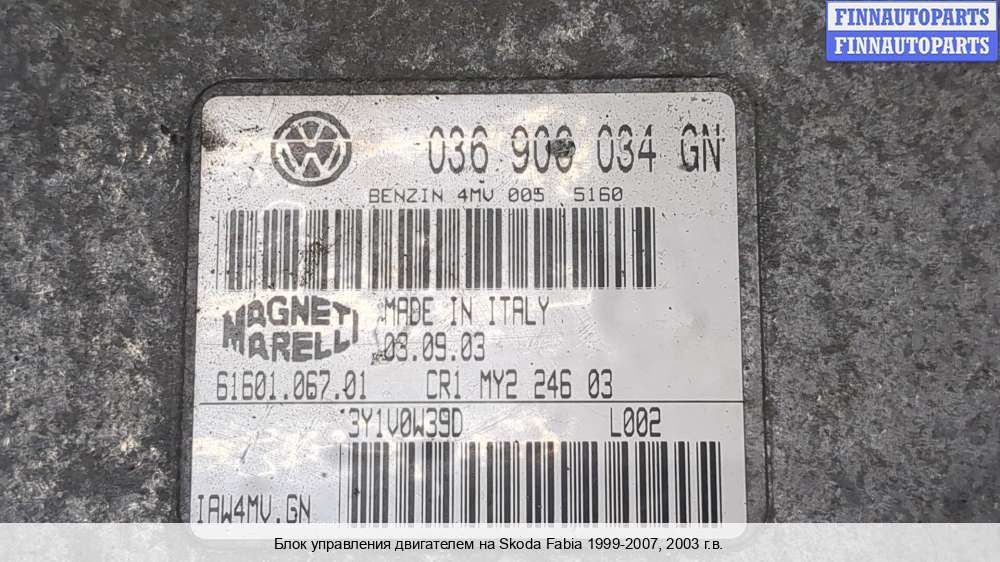 FINNAUTOPARTS
FINNAUTOPARTS
036 906 034 GN
BENZIN 4MV 005 5160
MAGNETI MARELLI
MADE IN ITALY
03.09.03
61601.067.01 CR1 MY2 246 03
3Y1V0W39D L002
IAW4MV.GN
Блок управления двигателем на Skoda Fabia 1999-2007, 2003 г.в.